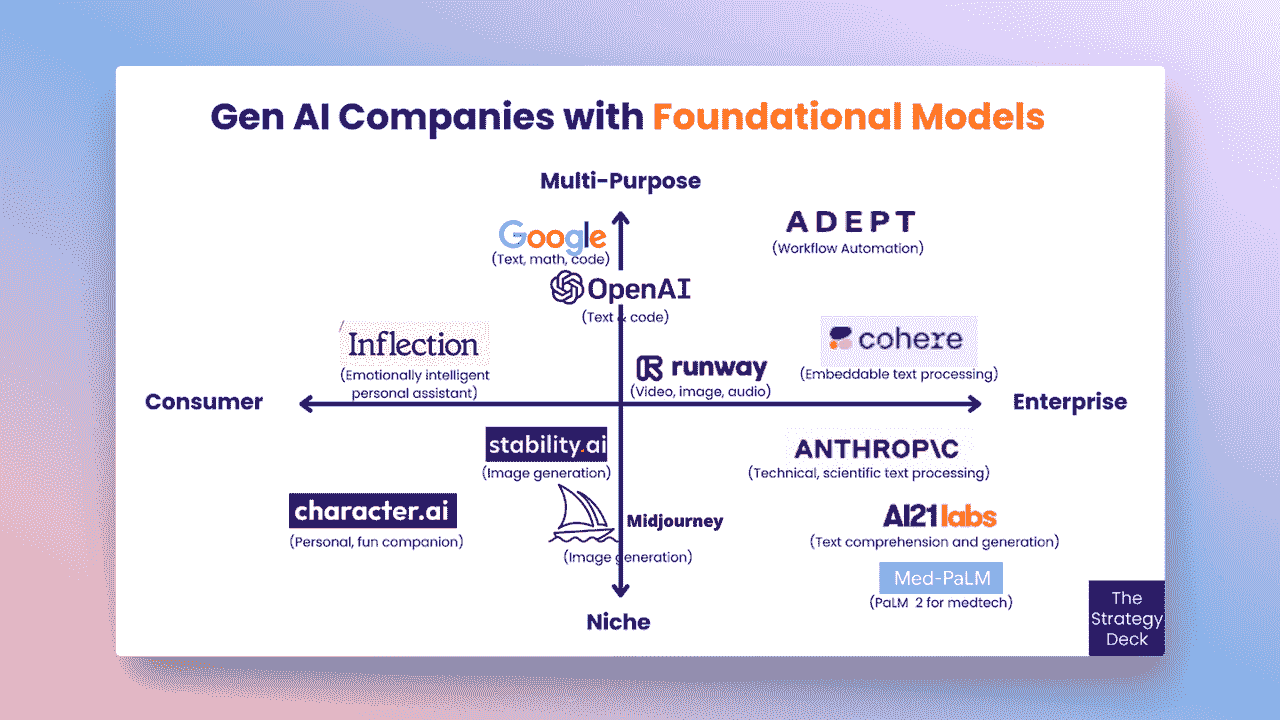 Gen AI Companies with Foundational Models
Multi-Purpose
Google
(Text, math, code)
ADEPT
(Workflow Automation)
OpenAI
(Text & code)
Inflection
(Emotionally intelligent
personal assistant)
runway
(Video, image, audio)
cohere
(Embeddable text processing)
Consumer
Enterprise
stability.ai
(Image generation)
ANTHROP\C
(Technical, scientific text processing)
character.ai
(Personal, fun companion)
Midjourney
(Image generation)
AI21labs
(Text comprehension and generation)
Med-PaLM
(PaLM 2 for medtech)
Niche
The
Strategy
Deck